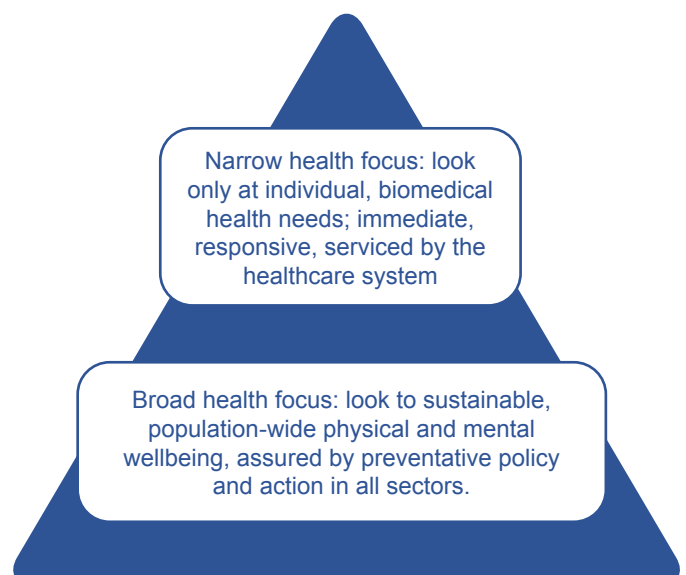 Narrow health focus: look
only at individual, biomedical
health needs; immediate,
responsive, serviced by the
healthcare system
Broad health focus: look to sustainable,
population-wide physical and mental
wellbeing, assured by preventative policy
and action in all sectors.